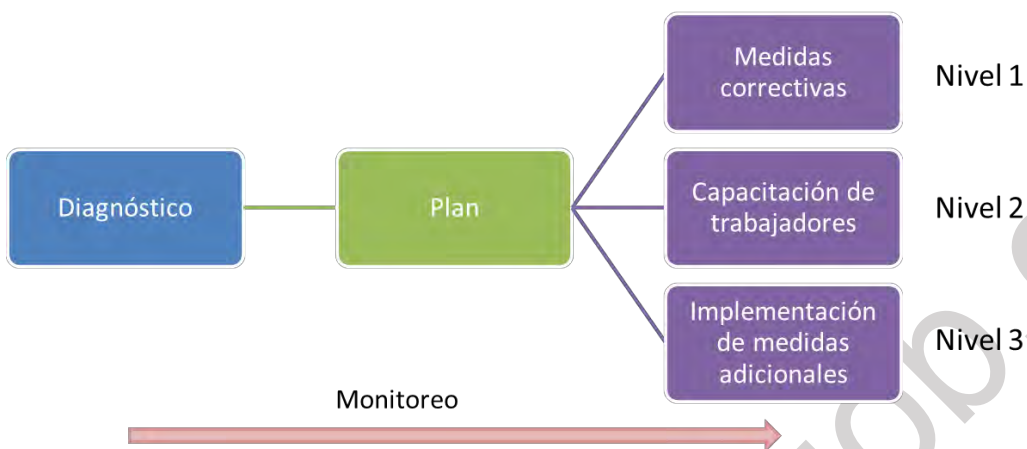 Medidas
correctivas
Nivel 1
Diagnóstico
Plan
Capacitación de
trabajadores
Nivel 2
Implementación
de medidas
adicionales
Nivel 3
Monitoreo